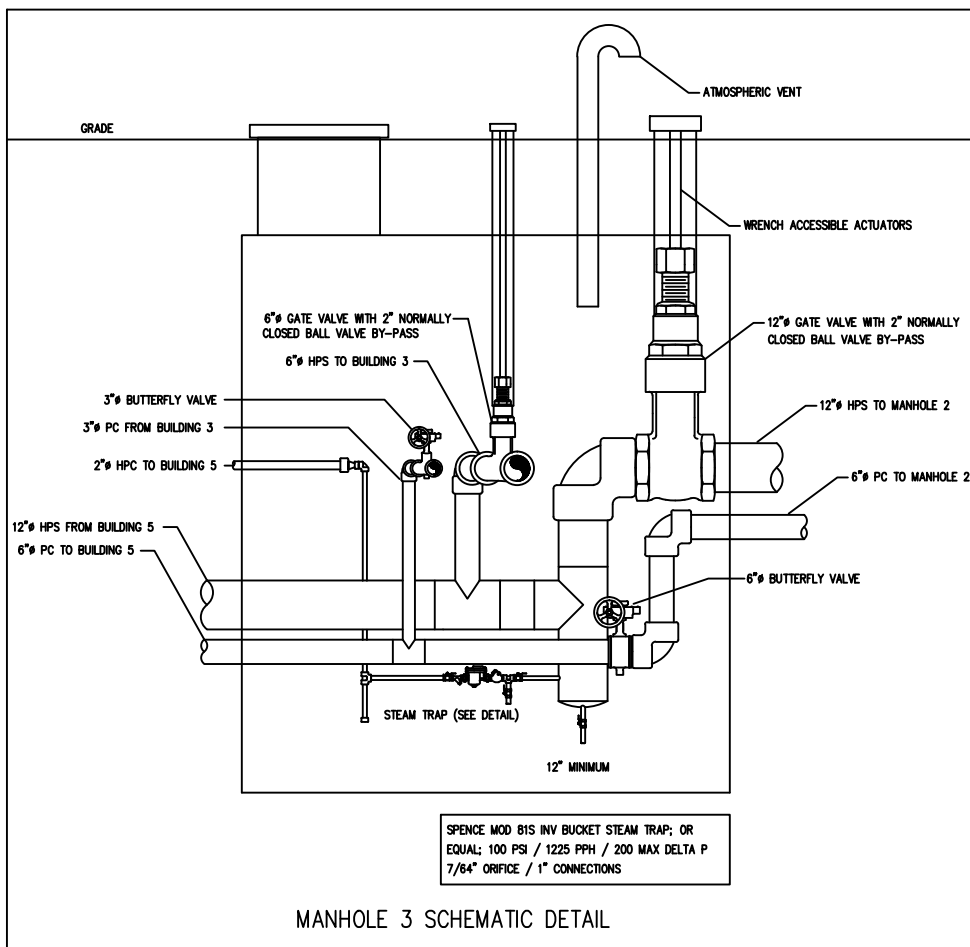 ATMOSPHERIC VENT
GRADE
WRENCH ACCESSIBLE ACTUATORS
6"ø GATE VALVE WITH 2" NORMALLY
CLOSED BALL VALVE BY-PASS
12"ø GATE VALVE WITH 2" NORMALLY
CLOSED BALL VALVE BY-PASS
6"ø HPS TO BUILDING 3
3"ø BUTTERFLY VALVE
12"ø HPS TO MANHOLE 2
3"ø PC FROM BUILDING 3
2"ø HPC TO BUILDING 5
6"ø PC TO MANHOLE 2
12"ø HPS FROM BUILDING 5
6"ø PC TO BUILDING 5
6"ø BUTTERFLY VALVE
STEAM TRAP (SEE DETAIL)
12" MINIMUM
SPENCE MOD 81S INV BUCKET STEAM TRAP; OR
EQUAL; 100 PSI / 1225 PPH / 200 MAX DELTA P
7/64" ORIFICE / 1" CONNECTIONS
MANHOLE 3 SCHEMATIC DETAIL